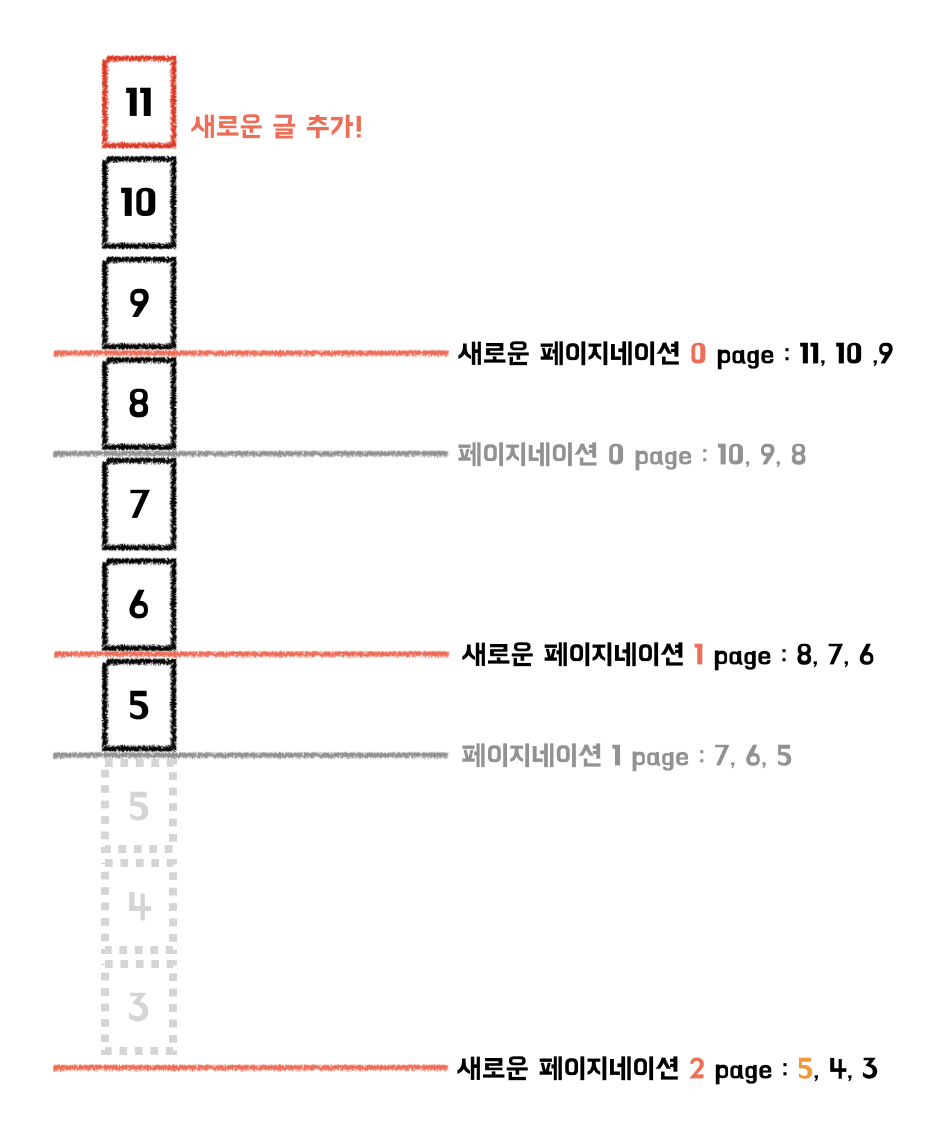 11
새로운 글 추가!
10
9
새로운 페이지네이션 0 page : 11, 10 ,9
8
페이지네이션 0 page : 10, 9, 8
7
6
새로운 페이지네이션 1 page : 8, 7, 6
5
페이지네이션 1 page : 7, 6, 5
5
4
3
새로운 페이지네이션 2 page : 5, 4, 3